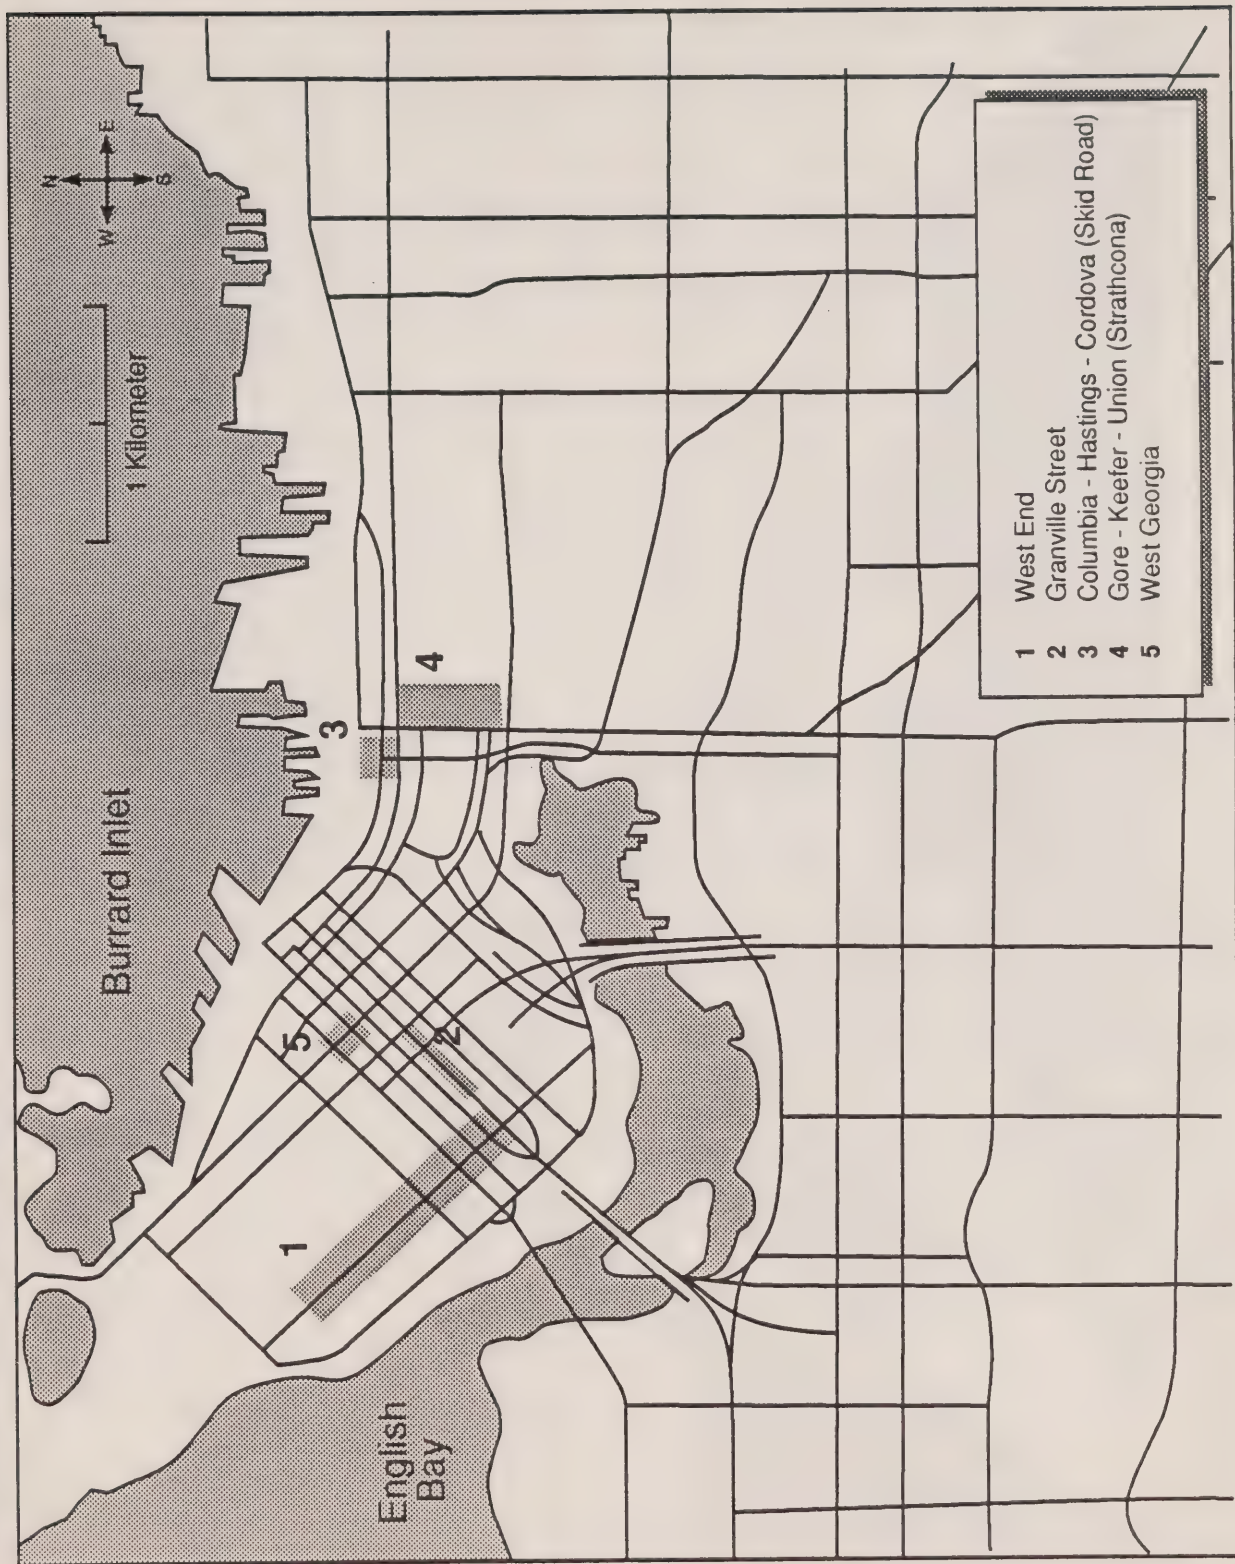 Burrard Inlet
1 Kilometer
N
W
E
S
3
4
5
2
1
English
Bay
1 West End
2 Granville Street
3 Columbia - Hastings - Cordova (Skid Road)
4 Gore - Keefer - Union (Strathcona)
5 West Georgia